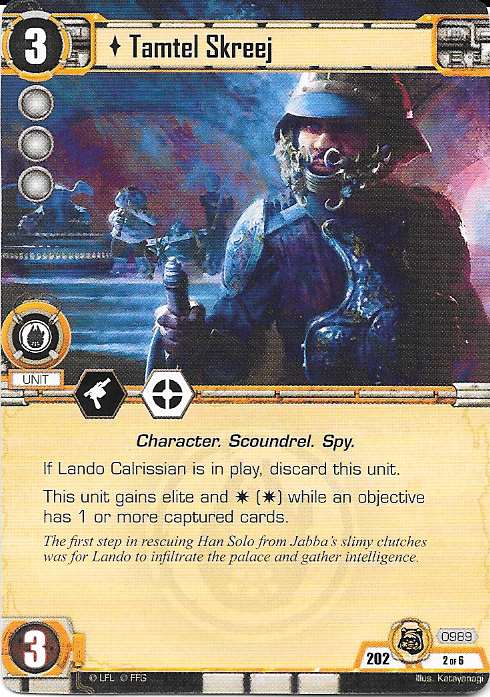 3
Tamtel Skreej
UNIT
Character. Scoundrel. Spy.
If Lando Calrissian is in play, discard this unit.
This unit gains elite and ✷ (✷) while an objective
has 1 or more captured cards.
The first step in rescuing Han Solo from Jabba's slimy clutches
was for Lando to infiltrate the palace and gather intelligence.
3
0989
202
2 OF 6
© LFL © FFG
Illus. Katayanagi